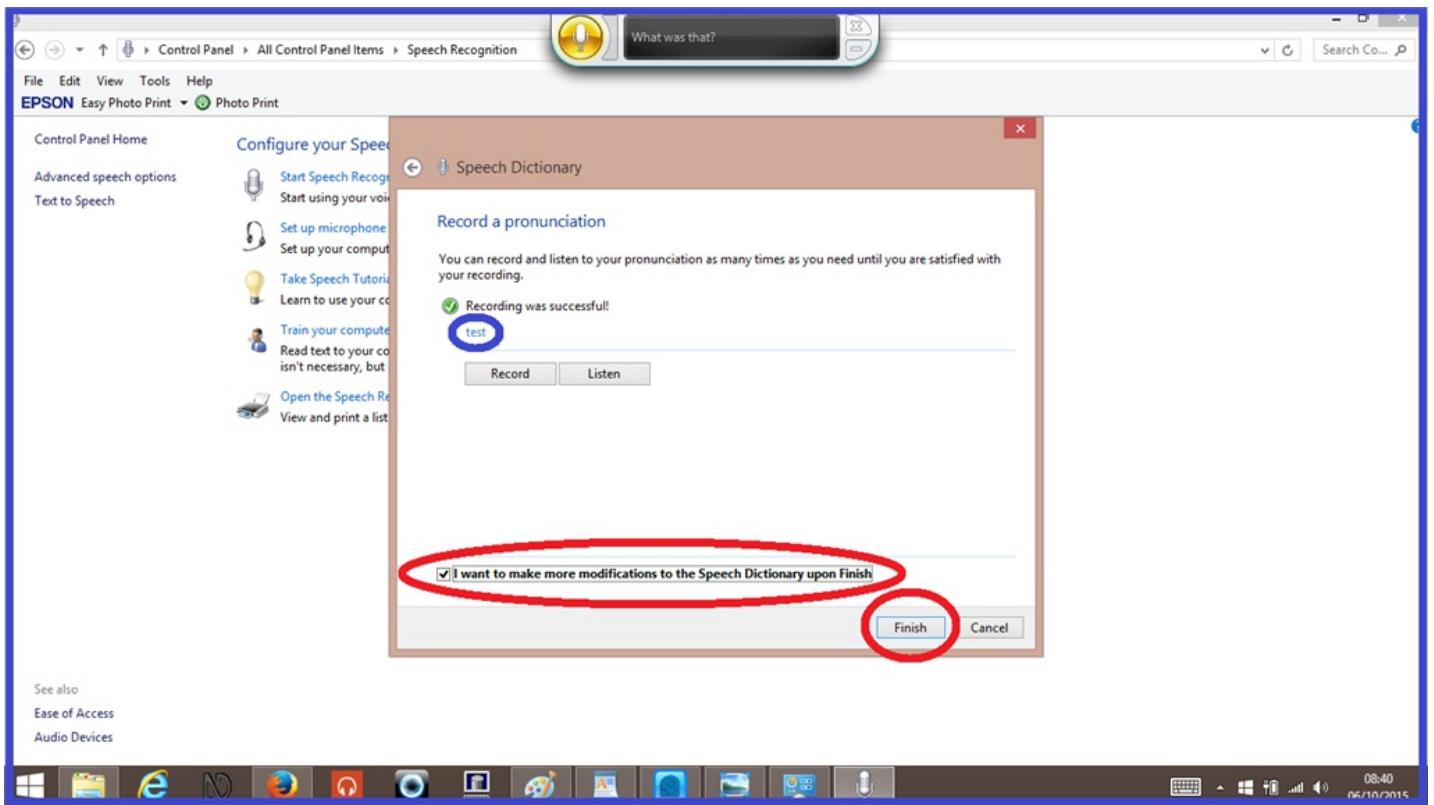 What was that?
Control Panel All Control Panel Items Speech Recognition
Search Co...
File Edit View Tools Help
EPSON Easy Photo Print Photo Print
Control Panel Home
Advanced speech options
Text to Speech
Configure your Speec
Start Speech Recogn
Start using your voi
Set up microphone
Set up your comput
Take Speech Tutoria
Learn to use your co
Train your compute
Read text to your co
isn't necessary, but
Open the Speech Re
View and print a list
Speech Dictionary
Record a pronunciation
You can record and listen to your pronunciation as many times as you need until you are satisfied with
your recording.
Recording was successful!
test
Record Listen
I want to make more modifications to the Speech Dictionary upon Finish
Finish Cancel
See also
Ease of Access
Audio Devices
08:40
06/10/2015